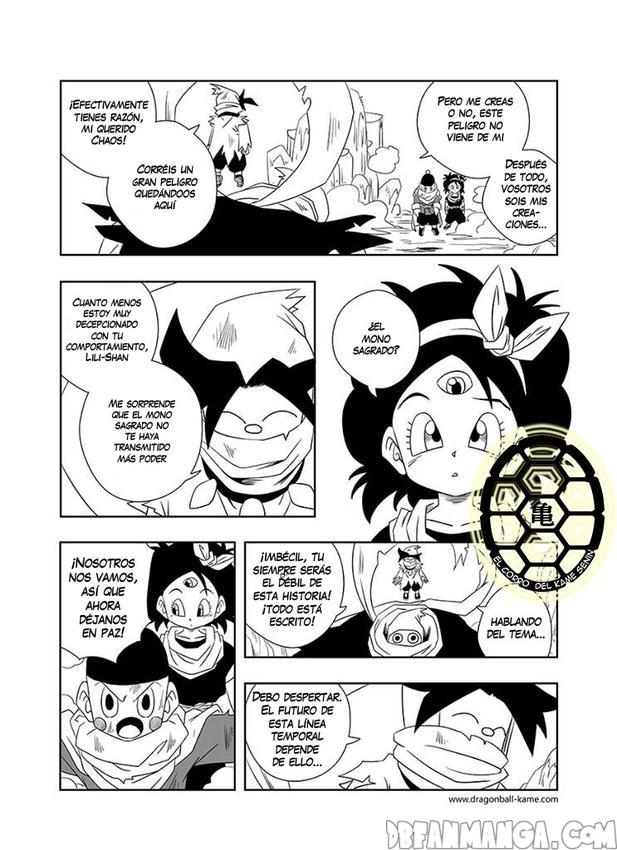 ¡EFECTIVAMENTE
TIENES RAZÓN,
MI QUERIDO
CHAOS!
CORRÉIS UN
GRAN PELIGRO
QUEDÁNDOOS
AQUÍ
PERO ME CREAS
O NO, ESTE
PELIGRO NO
VIENE DE MI
DESPUÉS
DE TODO,
VOSOTROS
SOIS MIS
CREA-
CIONES...
CUANTO MENOS
ESTOY MUY
DECEPCIONADO
CON TU
COMPORTAMIENTO,
LILI-SHAN
ME SORPRENDE
QUE EL MONO
SAGRADO NO
TE HAYA
TRANSMITIDO
MÁS PODER
¿EL
MONO
SAGRADO?
亀
EL CORRO DEL KAME SENIN
¡NOSOTROS
NOS VAMOS,
ASÍ QUE
AHORA
DÉJANOS
EN PAZ!
¡IMBÉCIL, TU
SIEMPRE SERÁS
EL DÉBIL DE
ESTA HISTORIA!
¡TODO ESTÁ
ESCRITO!
HABLANDO
DEL TEMA...
DEBO DESPERTAR.
EL FUTURO DE
ESTA LÍNEA
TEMPORAL
DEPENDE
DE ELLO...
www.dragonball-kame.com
DBFANMANGA.COM